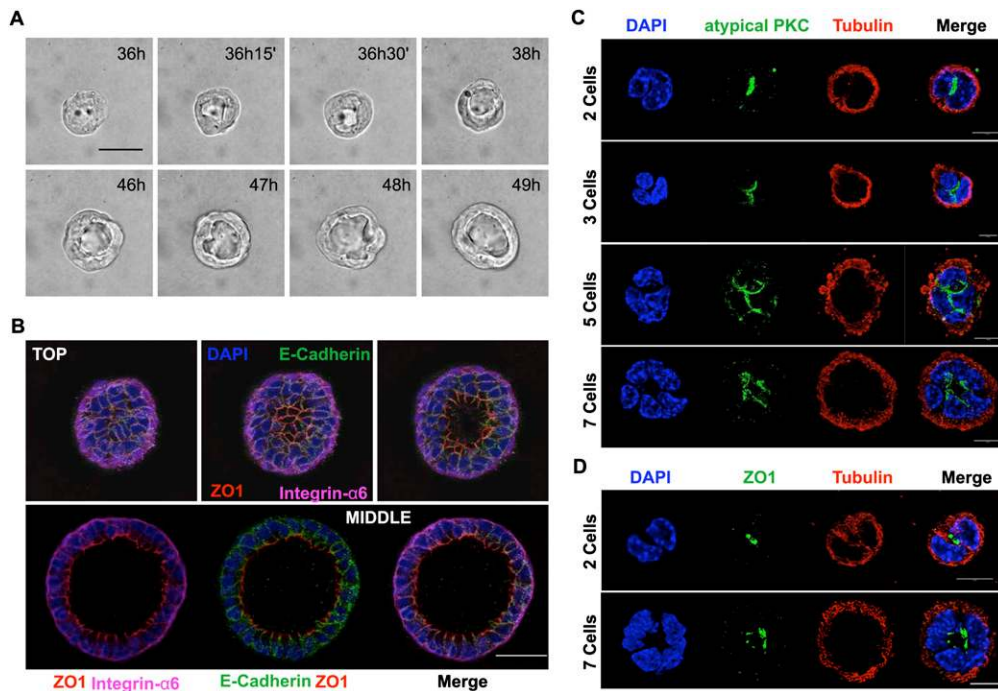 A
36h 36h15' 36h30' 38h
46h 47h 48h 49h
B
TOP DAPI E-Cadherin
ZO1 Integrin-α6
MIDDLE
ZO1 Integrin-α6 E-Cadherin ZO1 Merge
C
DAPI atypical PKC Tubulin Merge
2 Cells
3 Cells
5 Cells
7 Cells
D
DAPI ZO1 Tubulin Merge
2 Cells
7 Cells